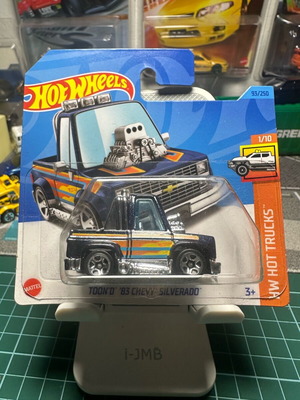 HOT WHEELS
93/250
1/10
HW HOT TRUCKS
MATTEL
TOON'D '83 CHEVY SILVERADO
3+
I-JMB